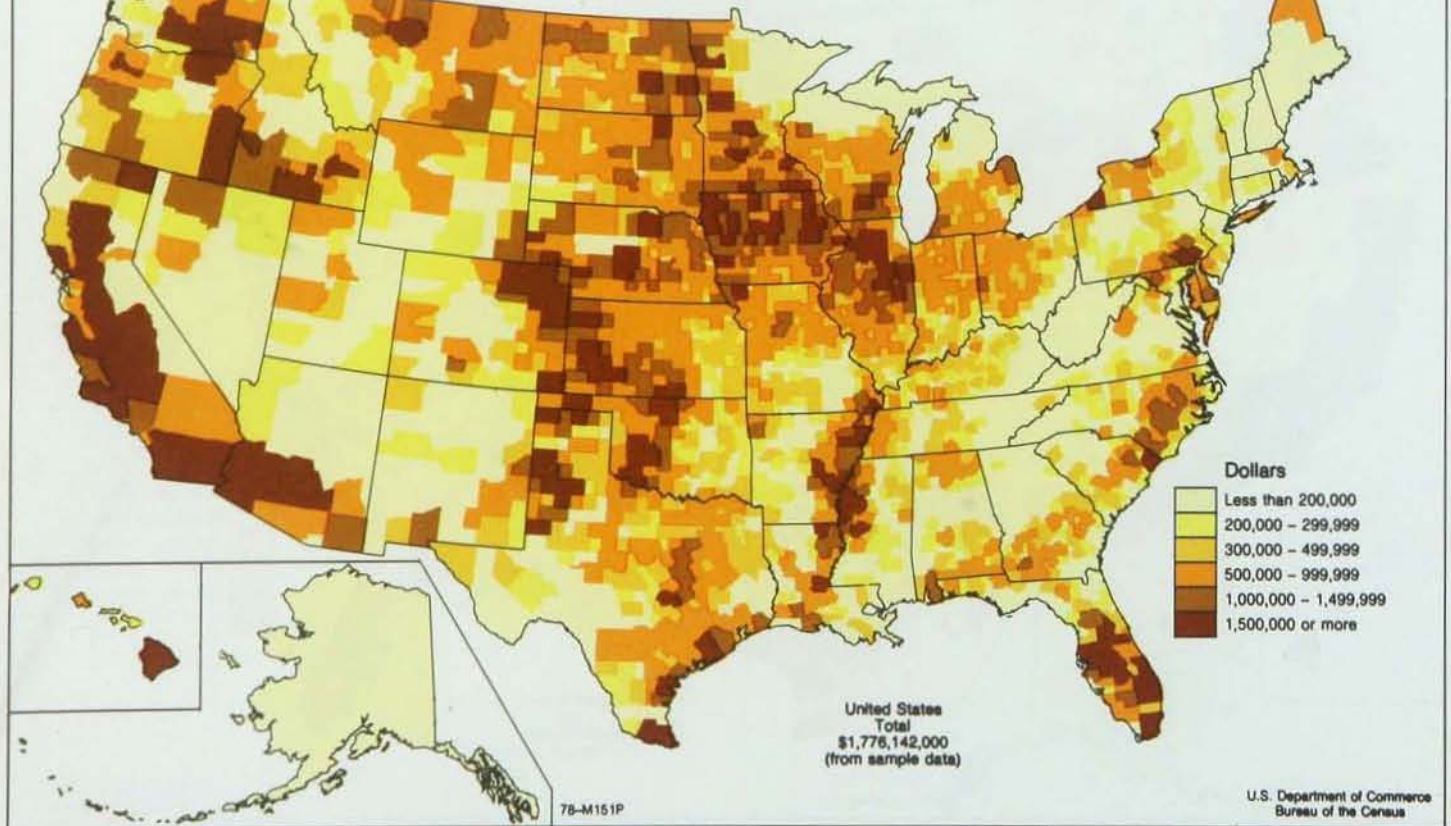 Dollars
Less than 200,000
200,000 – 299,999
300,000 – 499,999
500,000 – 999,999
1,000,000 – 1,499,999
1,500,000 or more
United States
Total
$1,776,142,000
(from sample data)
78–M151P
U.S. Department of Commerce
Bureau of the Census